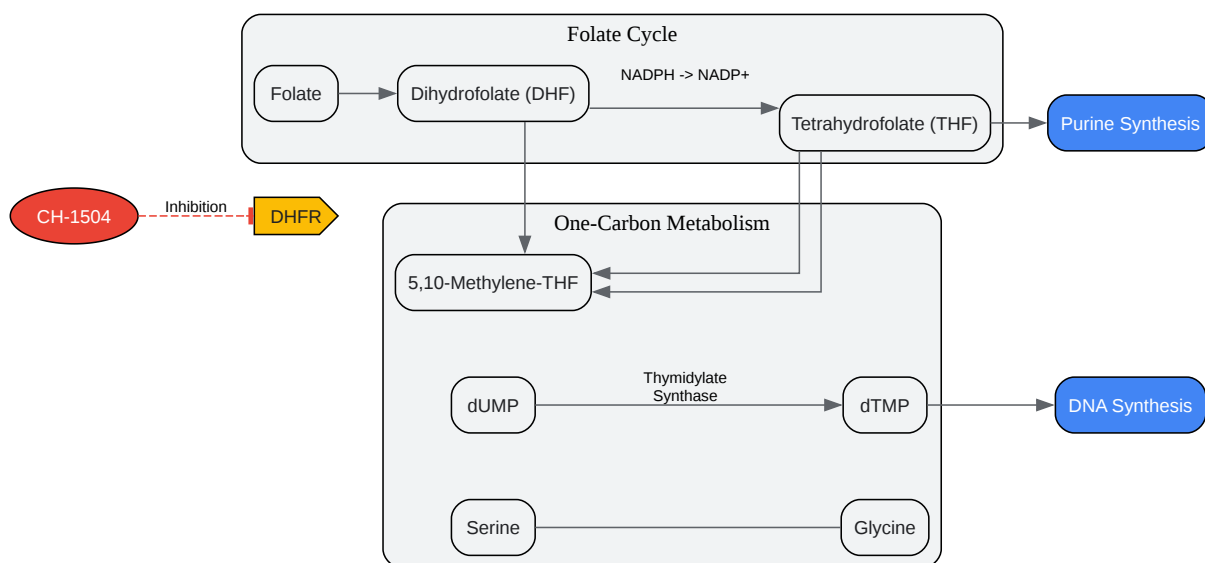 Folate Cycle
NADPH -> NADP+
Folate
Dihydrofolate (DHF)
Tetrahydrofolate (THF)
Purine Synthesis
CH-1504
Inhibition
DHFR
One-Carbon Metabolism
5,10-Methylene-THF
dUMP
Thymidylate
Synthase
dTMP
DNA Synthesis
Serine
Glycine